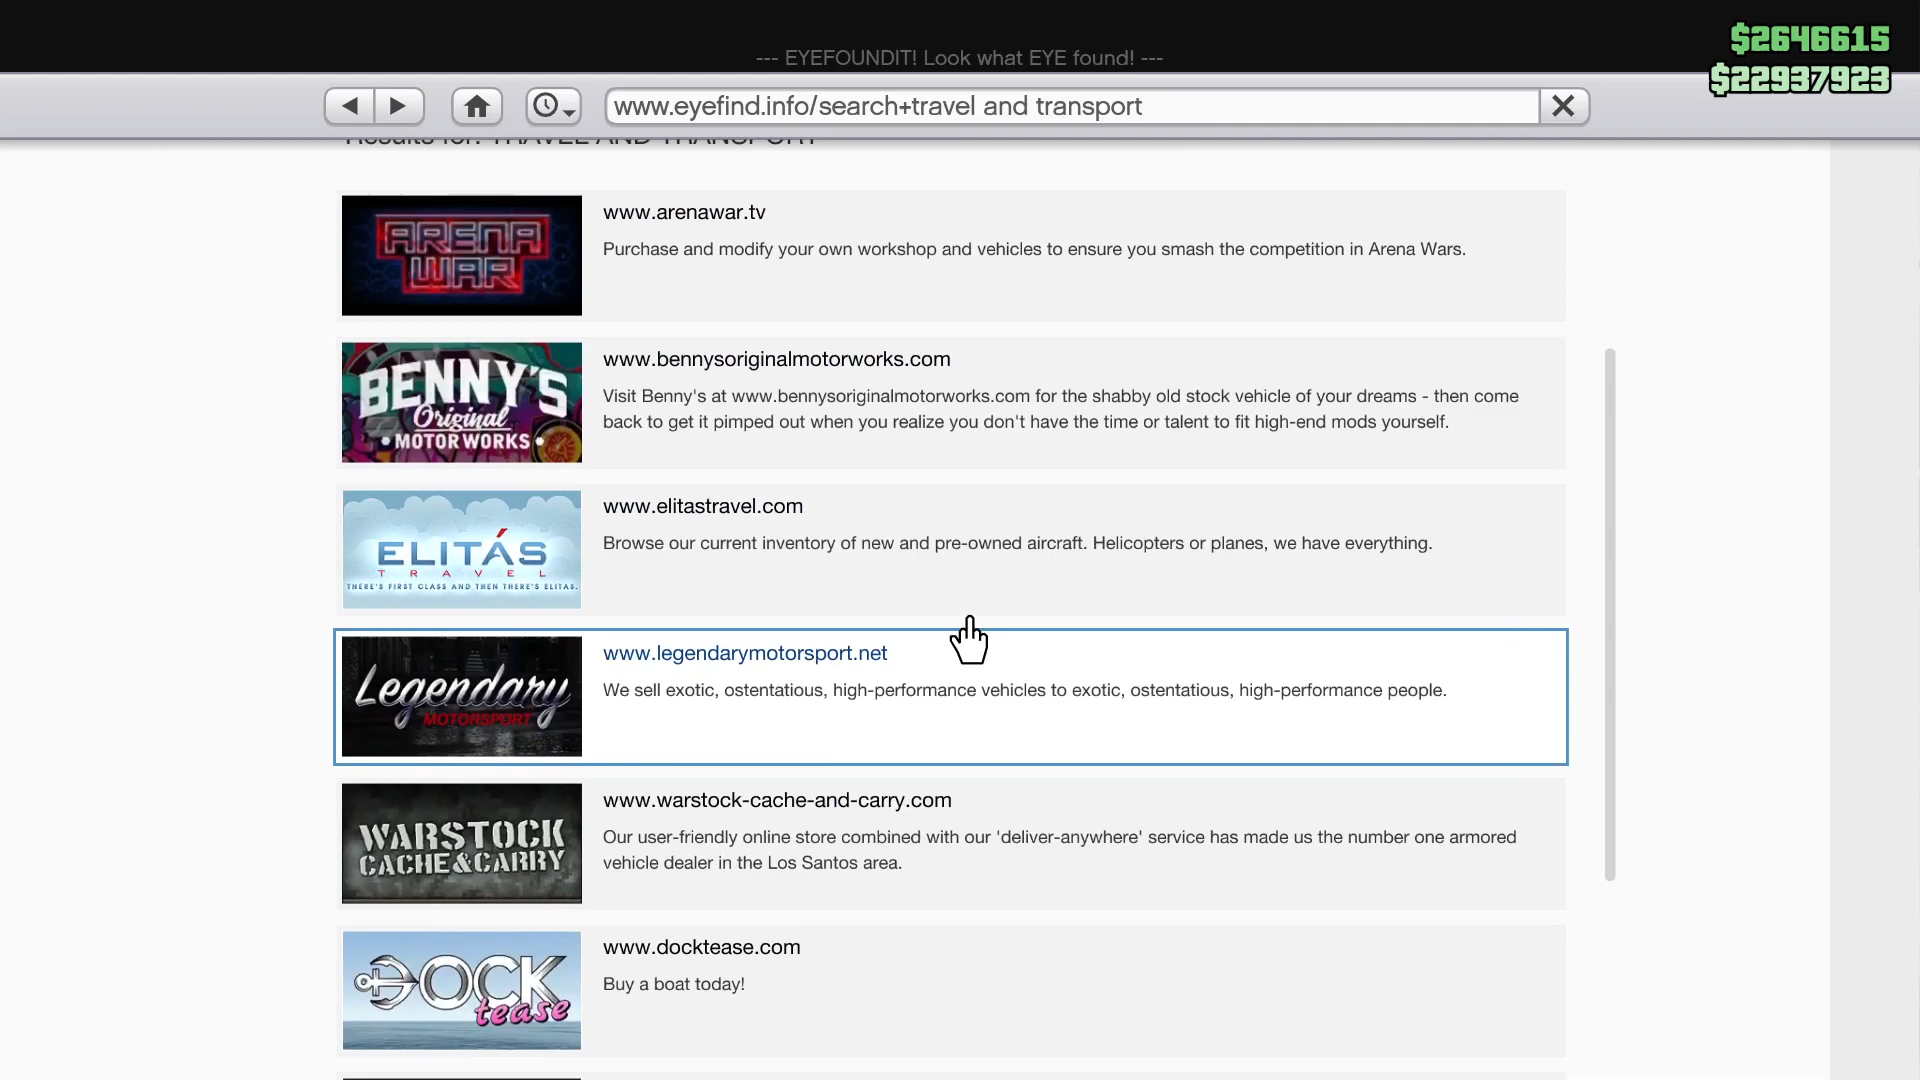 $2646615
--- EYEFOUNDIT! Look what EYE found! ---
$22937923
www.eyefind.info/search+travel and transport
Results for: TRAVEL AND TRANSPORT
ARENA
WAR
www.arenawar.tv
Purchase and modify your own workshop and vehicles to ensure you smash the competition in Arena Wars.
BENNY'S
Original
• MOTOR WORKS •
www.bennysoriginalmotorworks.com
Visit Benny's at www.bennysoriginalmotorworks.com for the shabby old stock vehicle of your dreams - then come
back to get it pimped out when you realize you don't have the time or talent to fit high-end mods yourself.
ELITÁS
TRAVEL
THERE'S FIRST CLASS AND THEN THERE'S ELITAS.
www.elitastravel.com
Browse our current inventory of new and pre-owned aircraft. Helicopters or planes, we have everything.
Legendary
MOTORSPORT
www.legendarymotorsport.net
We sell exotic, ostentatious, high-performance vehicles to exotic, ostentatious, high-performance people.
WARSTOCK
CACHE&CARRY
www.warstock-cache-and-carry.com
Our user-friendly online store combined with our 'deliver-anywhere' service has made us the number one armored
vehicle dealer in the Los Santos area.
DOCK
tease
www.docktease.com
Buy a boat today!